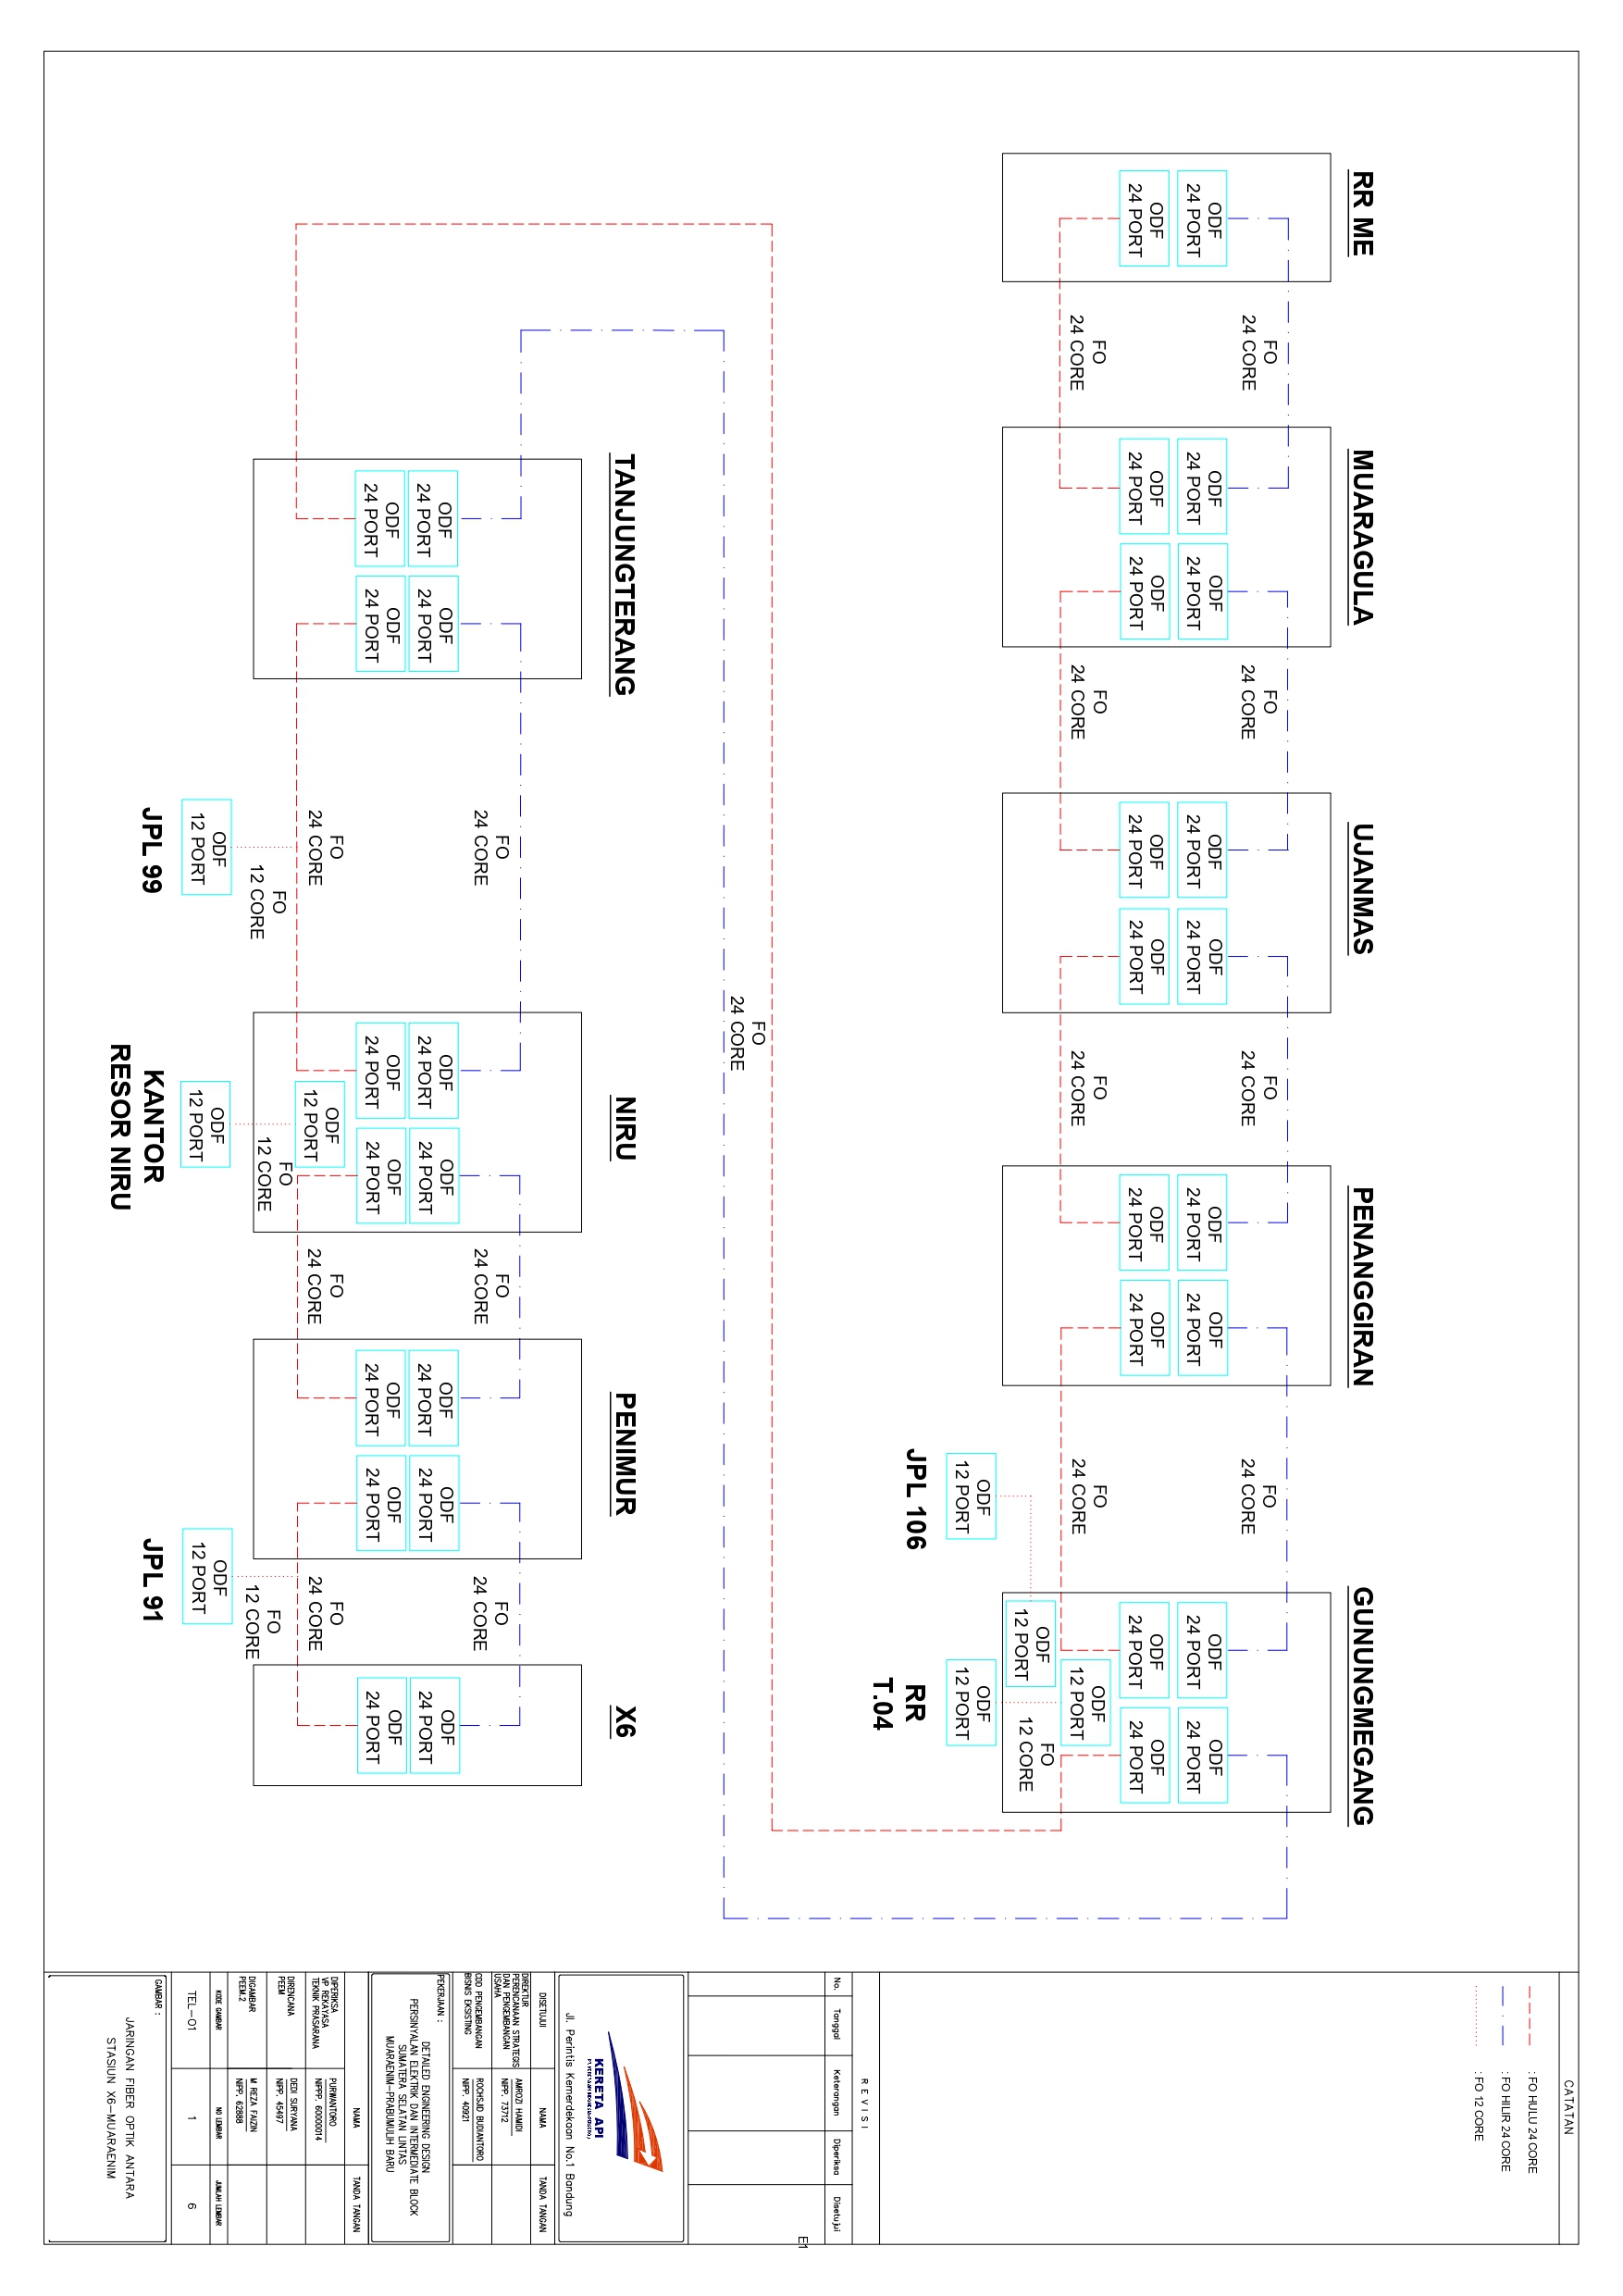 CATATAN
: FO HULU 24 CORE
: FO HILIR 24 CORE
: FO 12 CORE
RR ME
MUARAGULA
UJANMAS
PENANGGIRAN
GUNUNGMEGANG
FO
24 CORE
FO
24 CORE
FO
24 CORE
FO
24 CORE
ODF
24 PORT
ODF
24 PORT
ODF
24 PORT
ODF
24 PORT
ODF
24 PORT
ODF
24 PORT
ODF
24 PORT
ODF
24 PORT
ODF
24 PORT
ODF
24 PORT
ODF
24 PORT
ODF
24 PORT
ODF
24 PORT
ODF
24 PORT
ODF
24 PORT
ODF
24 PORT
ODF
24 PORT
ODF
24 PORT
FO
24 CORE
FO
24 CORE
FO
24 CORE
FO
24 CORE
ODF
12 PORT
ODF
12 PORT
FO
12 CORE
ODF
12 PORT
ODF
12 PORT
JPL 106
RR
T.04
FO
24 CORE
TANJUNGTERANG
NIRU
PENIMUR
X6
FO
24 CORE
FO
24 CORE
FO
24 CORE
ODF
24 PORT
ODF
24 PORT
ODF
24 PORT
ODF
24 PORT
ODF
24 PORT
ODF
24 PORT
ODF
24 PORT
ODF
24 PORT
ODF
24 PORT
ODF
24 PORT
ODF
24 PORT
ODF
24 PORT
ODF
24 PORT
ODF
24 PORT
FO
24 CORE
ODF
12 PORT
FO
24 CORE
FO
24 CORE
FO
12 CORE
FO
12 CORE
FO
12 CORE
ODF
12 PORT
ODF
12 PORT
ODF
12 PORT
JPL 99
KANTOR
RESOR NIRU
JPL 91
REVISI
No. Tanggal Keterangan Diperiksa Disetujui
E1
KERETA API
Jl. Perintis Kemerdekaan No.1 Bandung
DISETUJUI NAMA TANDA TANGAN
DIREKTUR
PERENCANAAN STRATEGIS
DAN PENGEMBANGAN
USAHA
AMROZI HAMIDI
NIPP. 73712
CDD PENGEMBANGAN
BISNIS EKSISTING
ROCHSJID BUDIANTORO
NIPP. 40921
PEKERJAAN :
DETAILED ENGINEERING DESIGN
PERSINYALAN ELEKTRIK DAN INTERMEDIATE BLOCK
SUMATERA SELATAN LINTAS
MUARAENIM-PRABUMULIH BARU
NAMA TANDA TANGAN
DIPERIKSA
VP REKAYASA
TEKNIK PRASARANA
PURWANTORO
NIPPP. 60000014
DIRENCANA
PEEM
DEDI SURYANA
NIPP. 45497
DIGAMBAR
PEEM.2
M REZA FAIZIN
NIPP. 62888
KODE GAMBAR NO LEMBAR JUMLAH LEMBAR
TEL-01 1 6
GAMBAR :
JARINGAN FIBER OPTIK ANTARA
STASIUN X6-MUARAENIM